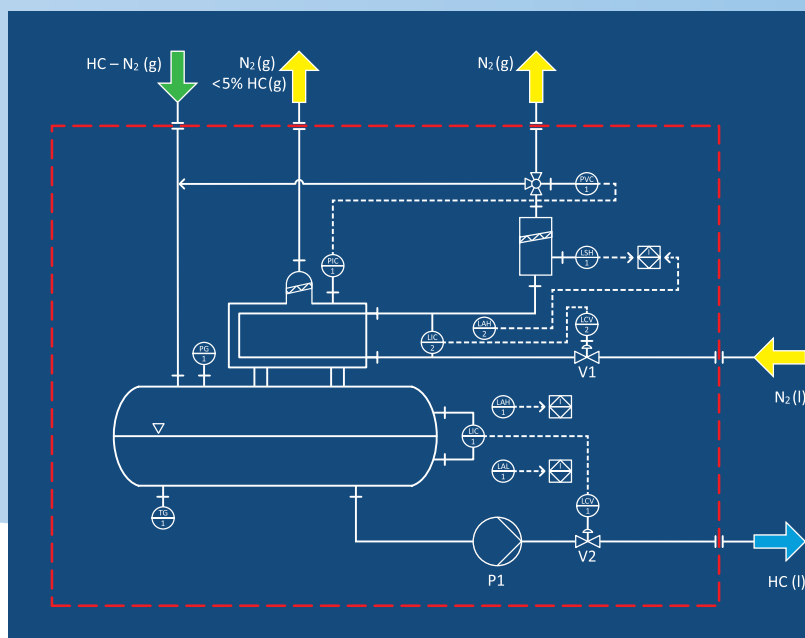 HC – N₂ (g)
N₂(g)
<5% HC(g)
N₂(g)
PVC
1
PIC
1
LSH
1
I
LCV
2
LAH
2
LIC
2
PG
1
V1
N₂(l)
LAH
1
I
LIC
1
LAL
1
I
LCV
1
TG
1
V2
P1
HC (l)